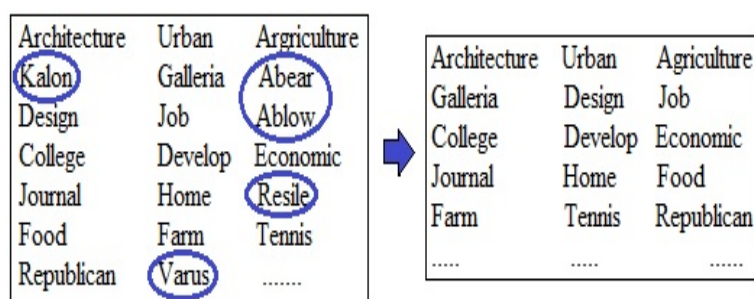 Architecture Urban Argriculture
Kalon Galleria Abear
Design Job Ablow
College Develop Economic
Journal Home Resile
Food Farm Tennis
Republican Varus .......
Architecture Urban Agriculture
Galleria Design Job
College Develop Economic
Journal Home Food
Farm Tennis Republican
..... ..... ......